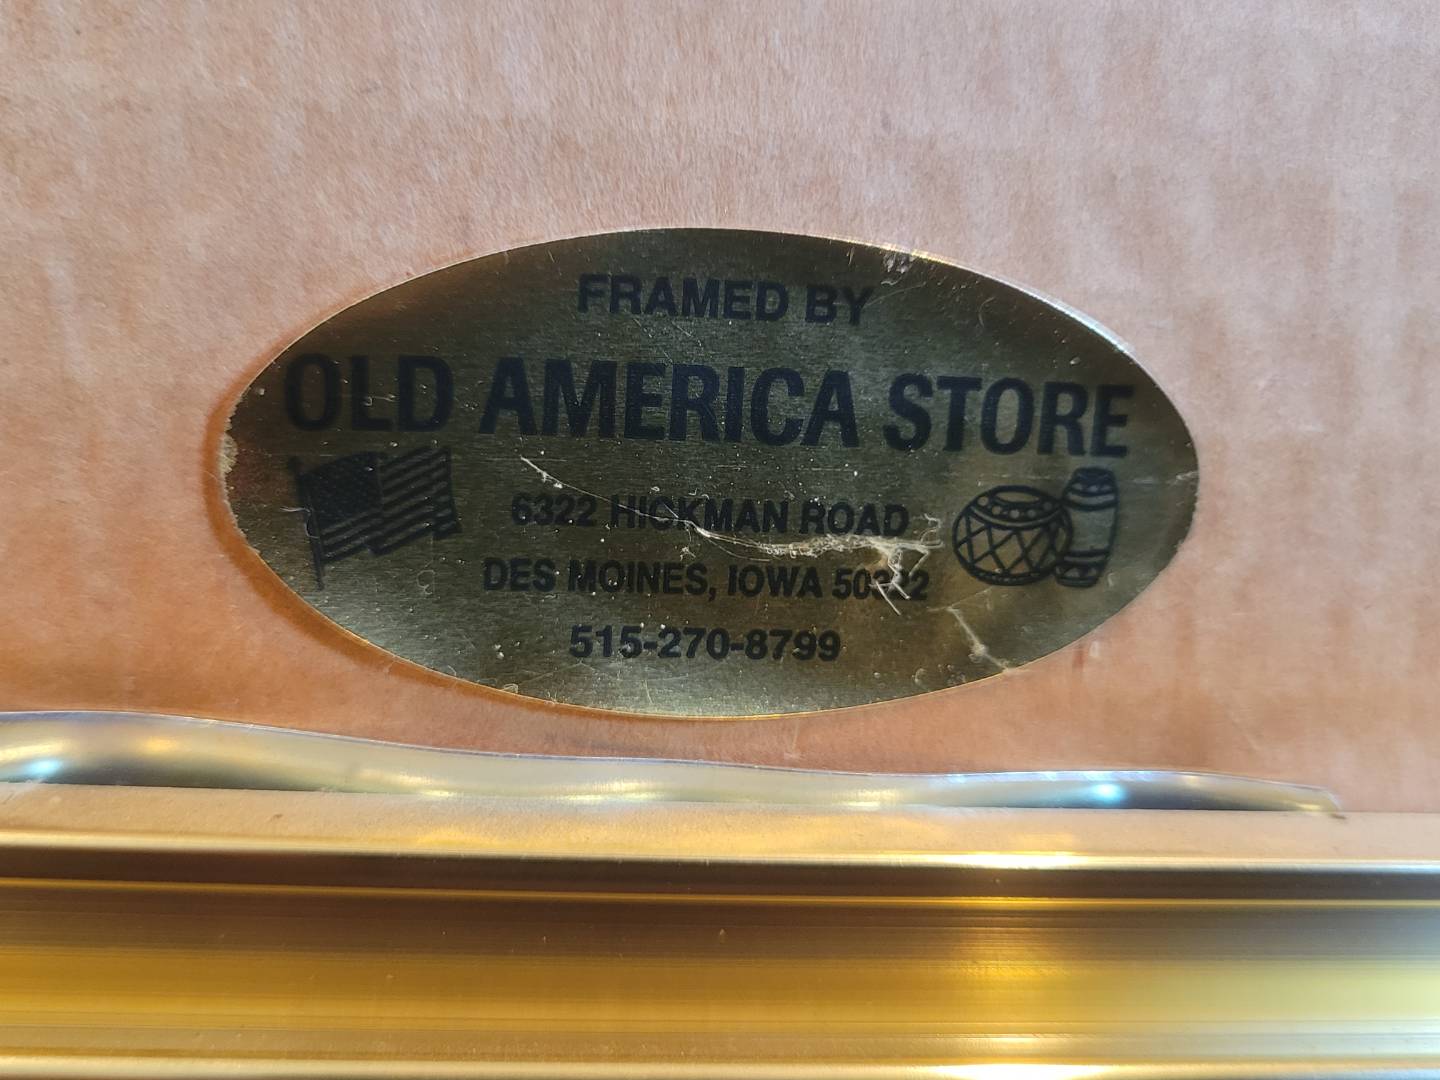 FRAMED BY
OLD AMERICA STORE
6322 HICKMAN ROAD
DES MOINES, IOWA
515-270-8799